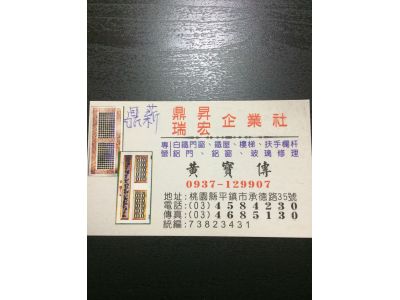 鼎薪
鼎昇
瑞宏
企業社
專營
白鐵門窗、鐵屋、樓梯、扶手欄杆
鋁門、鋁窗、玻璃修理
黃寶傳
0937-129907
地址:桃園縣平鎮市承德路35號
電話:(03)4584230
傳真:(03)4685130
統編:73823431